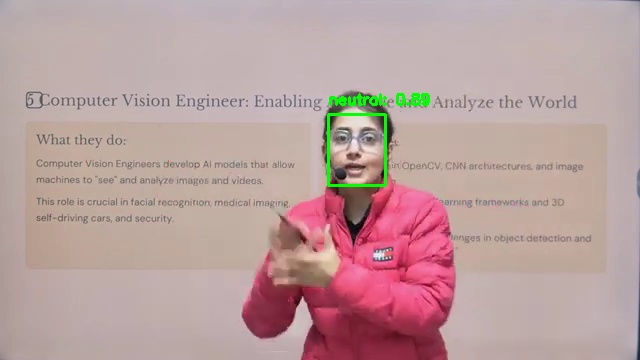 5 Computer Vision Engineer: Enabling Analyze the World
neutral: 0.89
What they do:
Computer Vision Engineers develop AI models that allow
machines to "see" and analyze images and videos.
This role is crucial in facial recognition, medical imaging,
self-driving cars, and security.
in OpenCV, CNN architectures, and image
frameworks and 3D
in object detection and